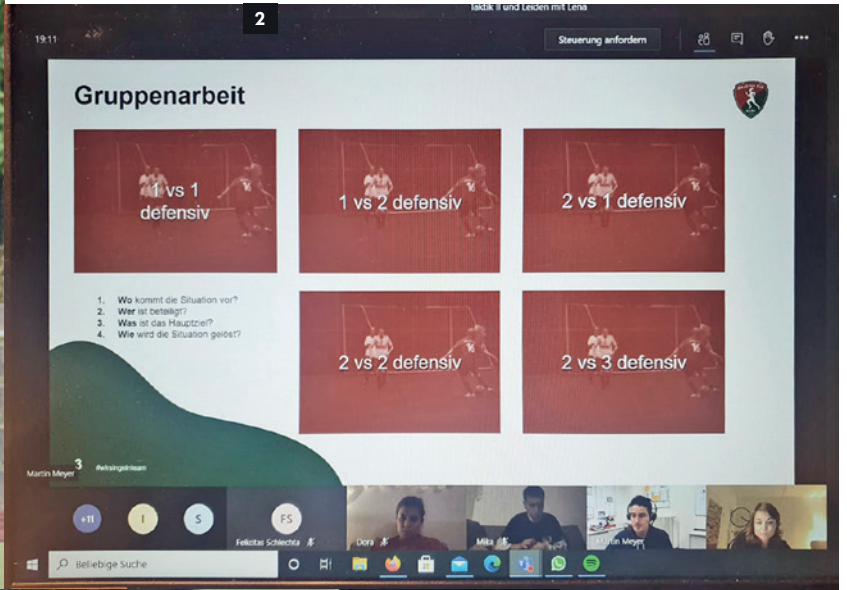 2
Taktik II und Leiden mit Lena
19:11
Steuerung anfordern
Gruppenarbeit
1 vs 1
defensiv
1 vs 2 defensiv
2 vs 1 defensiv
1. Wo kommt die Situation vor?
2. Wer ist beteiligt?
3. Was ist das Hauptziel?
4. Wie wird die Situation gelöst?
2 vs 2 defensiv
2 vs 3 defensiv
3
Martin Meyer
#wirsingeinteam
+11
I
S
FS
Felizitas Schlechta
Dora
Mika
Martin Meyer
Beliebige Suche